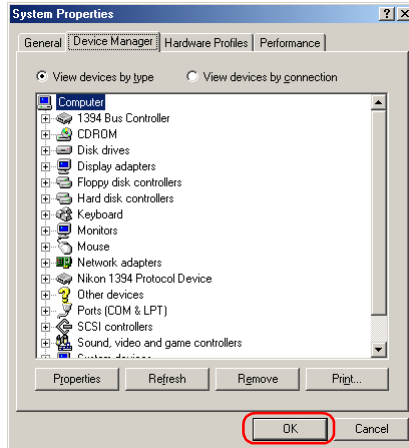 System Properties
General Device Manager Hardware Profiles Performance
View devices by type View devices by connection
Computer
1394 Bus Controller
CDROM
Disk drives
Display adapters
Floppy disk controllers
Hard disk controllers
Keyboard
Monitors
Mouse
Network adapters
Nikon 1394 Protocol Device
Other devices
Ports (COM & LPT)
SCSI controllers
Sound, video and game controllers
System devices
Properties Refresh Remove Print...
OK Cancel